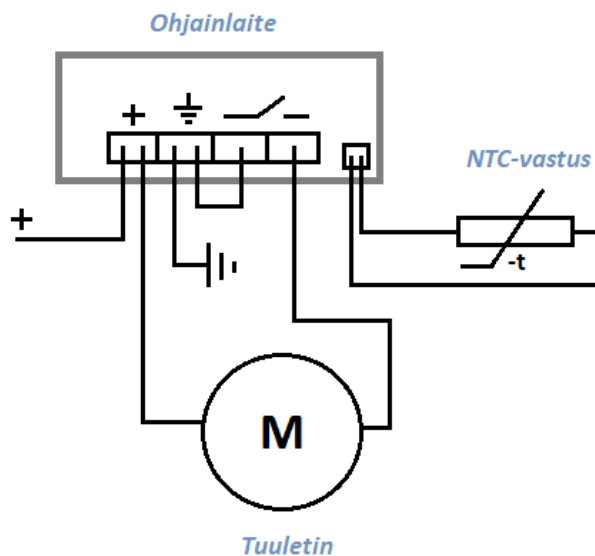 Ohjainlaite
+
NTC-vastus
+
-t
M
Tuuletin